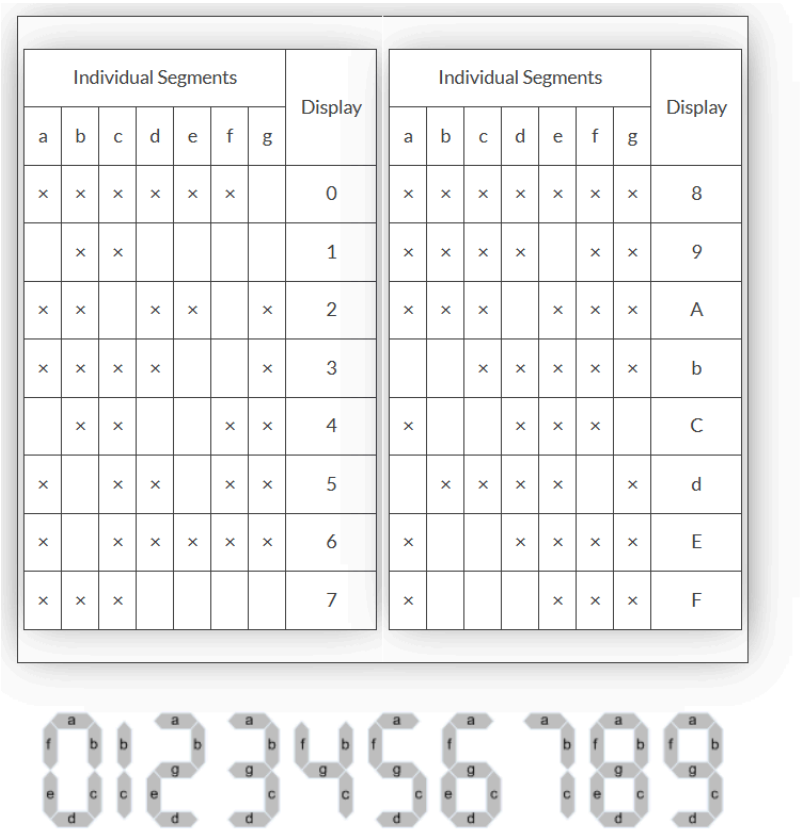 Individual Segments Display Individual Segments Display
a b c d e f g a b c d e f g
× × × × × × 0 × × × × × × × 8
× × 1 × × × × × × 9
× × × × × 2 × × × × × × A
× × × × × 3 × × × × × b
× × × × 4 × × × × C
× × × × × 5 × × × × × d
× × × × × × 6 × × × × × E
× × × 7 × × × × F
a a a a a a a a
f b b b b f b f f b f b f b
g g g g g g g
e c c e c c c e c c e c c
d d d d d d d